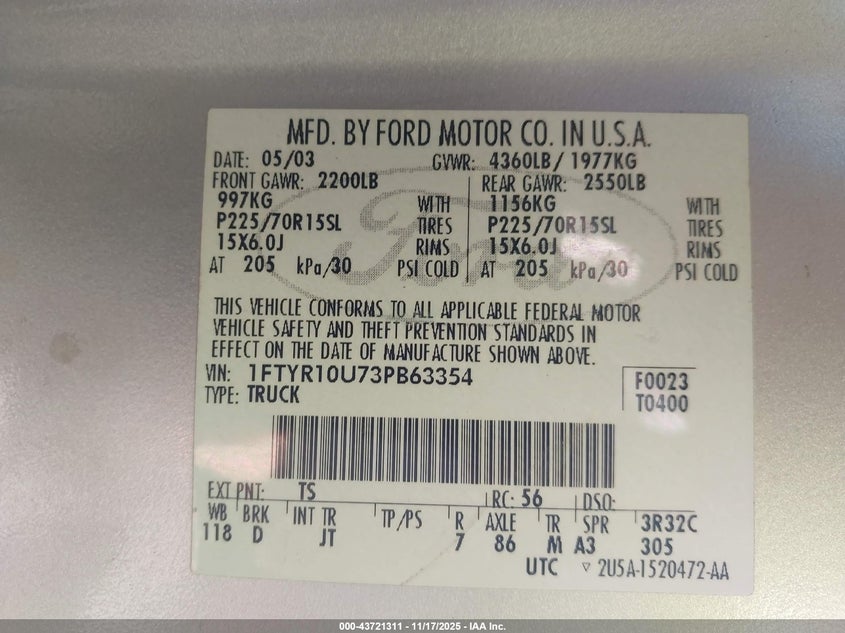 MFD. BY FORD MOTOR CO. IN U.S.A.
DATE: 05/03 GVWR: 4360LB/ 1977KG
FRONT GAWR: 2200LB REAR GAWR: 2550LB
997KG WITH 1156KG WITH
P225/70R15SL TIRES P225/70R15SL TIRES
15X6.0J RIMS 15X6.0J RIMS
AT 205 kPa/30 PSI COLD AT 205 kPa/30 PSI COLD
Ford
THIS VEHICLE CONFORMS TO ALL APPLICABLE FEDERAL MOTOR
VEHICLE SAFETY AND THEFT PREVENTION STANDARDS IN
EFFECT ON THE DATE OF MANUFACTURE SHOWN ABOVE.
VIN: 1FTYR10U73PB63354 F0023
TYPE: TRUCK T0400
EXT PNT: TS RC: 56 DSO:
WB BRK INT TR TP/PS R AXLE TR SPR 3R32C
118 D JT 7 86 M A3 305
UTC ▽ 2U5A-1520472-AA
000-43721311 - 11/17/2025 - IAA Inc.